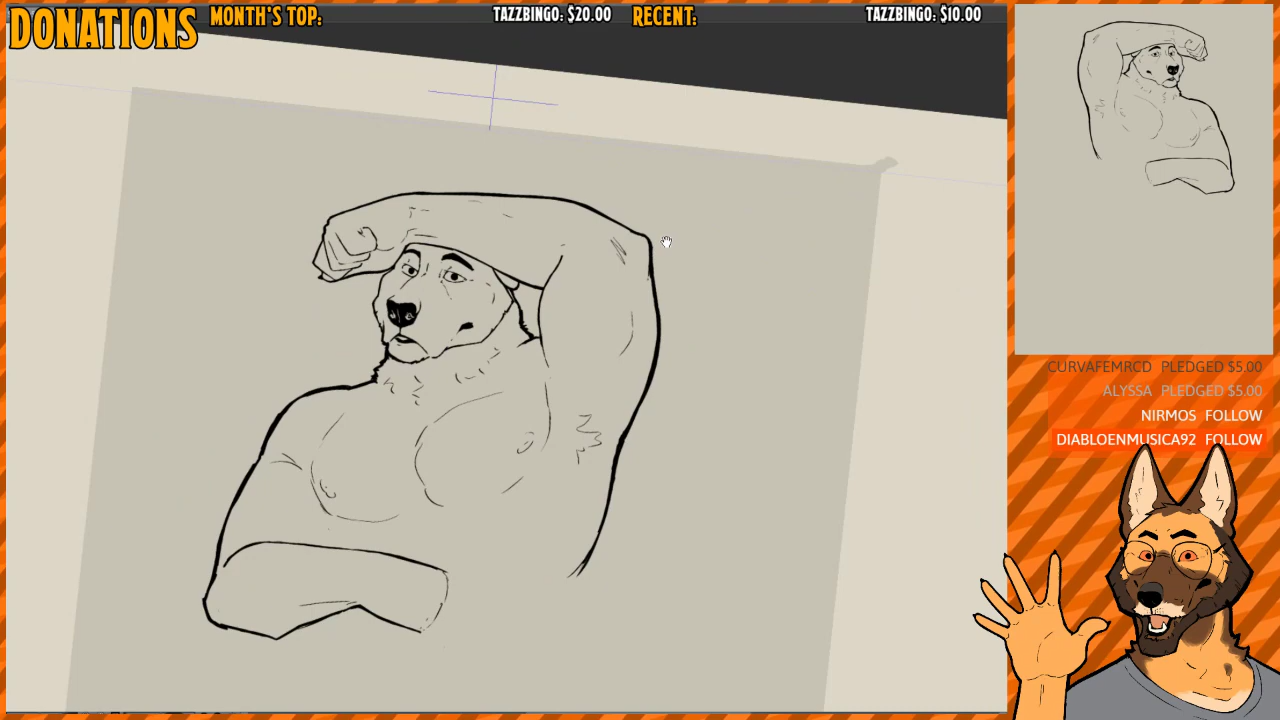 DONATIONS
MONTH'S TOP:
TAZZBINGO: $20.00
RECENT:
TAZZBINGO: $10.00
CURVAFEMRCD PLEDGED $5.00
ALYSSA PLEDGED $5.00
NIRMOS FOLLOW
DIABLOENMUSICA92 FOLLOW